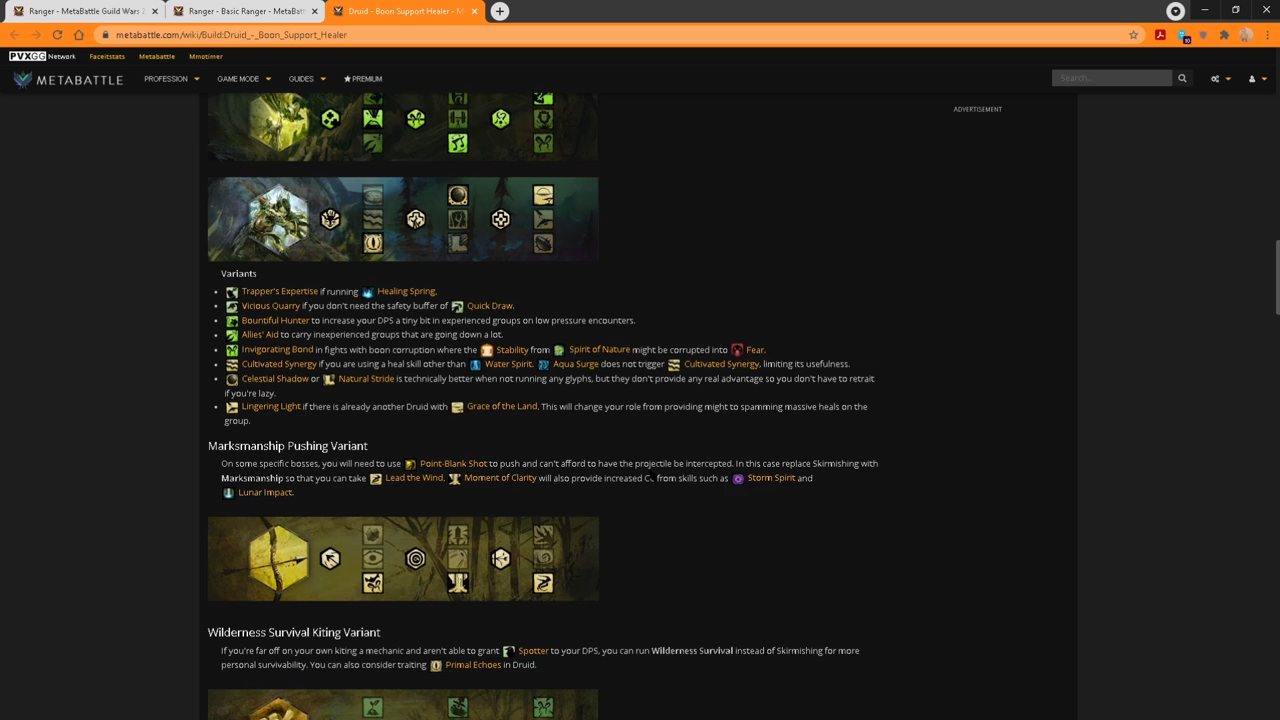 Ranger - MetaBattle Guild Wars 2
Ranger - Basic Ranger - MetaBatt
Druid - Boon Support Healer - M
metabattle.com/wiki/Build:Druid_-_Boon_Support_Healer
PVXGG Network Faceitstats Metabattle Mmotimer
METABATTLE PROFESSION GAME MODE GUIDES PREMIUM Search...
ADVERTISEMENT
Variants
Trapper's Expertise if running Healing Spring.
Vicious Quarry if you don't need the safety buffer of Quick Draw.
Bountiful Hunter to increase your DPS a tiny bit in experienced groups on low pressure encounters.
Allies' Aid to carry inexperienced groups that are going down a lot.
Invigorating Bond in fights with boon corruption where the Stability from Spirit of Nature might be corrupted into Fear.
Cultivated Synergy if you are using a heal skill other than Water Spirit. Aqua Surge does not trigger Cultivated Synergy, limiting its usefulness.
Celestial Shadow or Natural Stride is technically better when not running any glyphs, but they don't provide any real advantage so you don't have to retrait
if you're lazy.
Lingering Light if there is already another Druid with Grace of the Land. This will change your role from providing might to spamming massive heals on the
group.
Marksmanship Pushing Variant
On some specific bosses, you will need to use Point-Blank Shot to push and can't afford to have the projectile be intercepted. In this case replace Skirmishing with
Marksmanship so that you can take Lead the Wind. Moment of Clarity will also provide increased from skills such as Storm Spirit and
Lunar Impact.
Wilderness Survival Kiting Variant
If you're far off on your own kiting a mechanic and aren't able to grant Spotter to your DPS, you can run Wilderness Survival instead of Skirmishing for more
personal survivability. You can also consider traiting Primal Echoes in Druid.